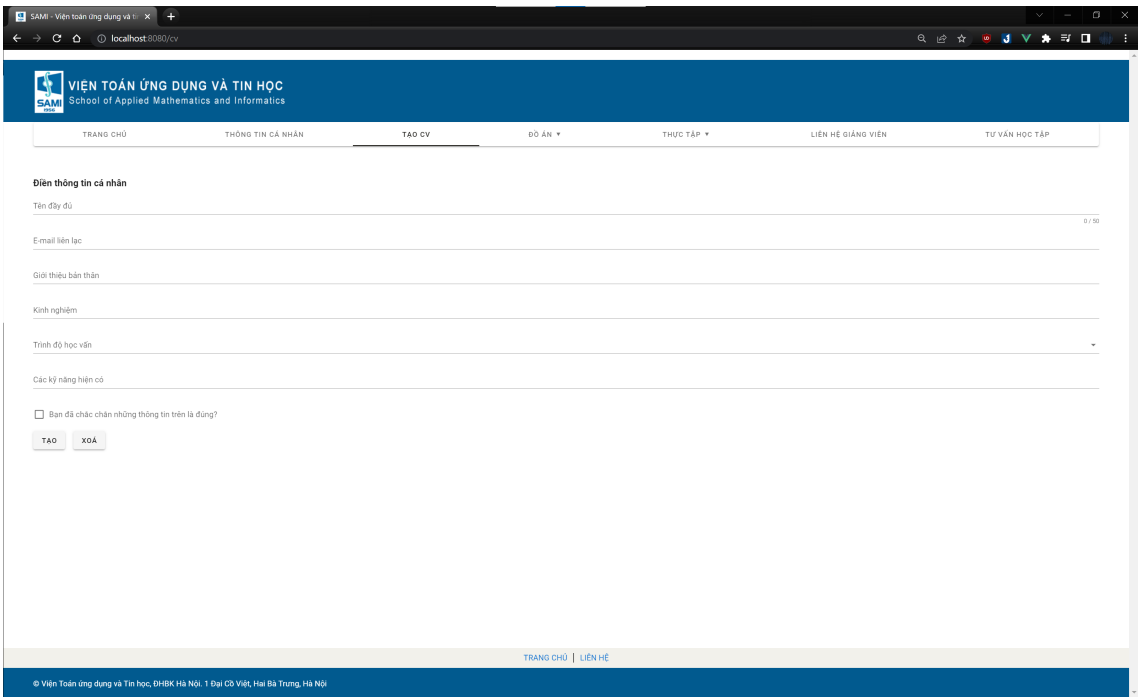 SAMI - Viện toán ứng dụng và ti
localhost:8080/cv
SAMI
1956
VIỆN TOÁN ỨNG DỤNG VÀ TIN HỌC
School of Applied Mathematics and Informatics
TRANG CHỦ THÔNG TIN CÁ NHÂN TẠO CV ĐỒ ÁN ▼ THỰC TẬP ▼ LIÊN HỆ GIẢNG VIÊN TƯ VẤN HỌC TẬP
Điền thông tin cá nhân
Tên đầy đủ
0 / 50
E-mail liên lạc
Giới thiệu bản thân
Kinh nghiệm
Trình độ học vấn
Các kỹ năng hiện có
Bạn đã chắc chắn những thông tin trên là đúng?
TẠO XOÁ
TRANG CHỦ | LIÊN HỆ
© Viện Toán ứng dụng và Tin học, ĐHBK Hà Nội. 1 Đại Cồ Việt, Hai Bà Trưng, Hà Nội